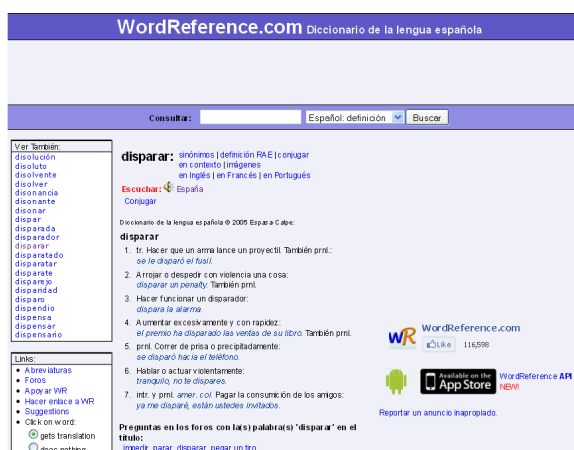 WordReference.com Diccionario de la lengua española
Consultar: Español: definición Buscar
Ver También:
disolución
disoluto
disolvente
disolver
disonancia
disonante
disonar
dispar
disparada
disparador
disparar
disparatado
disparatar
disparate
disparejo
disparidad
disparo
dispendio
dispensa
dispensar
dispensario
Links:
Abreviaturas
Foros
Apoyar WR
Hacer enlace a WR
Suggestions
Click on word:
gets translation
does nothing
disparar: sinónimos | definición RAE | conjugar
en contexto | imágenes
en Inglés | en Francés | en Portugués
Escuchar: España
Conjugar
Diccionario de la lengua española © 2005 Espasa-Calpe:
disparar
1. tr. Hacer que un arma lance un proyectil. También prnl.:
se le disparó el fusil.
2. Arrojar o despedir con violencia una cosa:
disparar un penalty. También prnl.
3. Hacer funcionar un disparador:
dispara la alarma.
4. Aumentar excesivamente y con rapidez:
el premio ha disparado las ventas de su libro. También prnl.
5. prnl. Correr de prisa o precipitadamente:
se disparó hacia el teléfono.
6. Hablar o actuar violentamente:
tranquilo, no te dispares.
7. intr. y prnl. amer. col. Pagar la consumición de los amigos:
ya me disparé, están ustedes invitados.
Preguntas en los foros con la(s) palabra(s) 'disparar' en el
título:
impedir, parar, disparar, pegar un tiro
WR
WordReference.com
Like 116,598
Available on the
App Store
WordReference API
NEW!
Reportar un anuncio inapropiado.